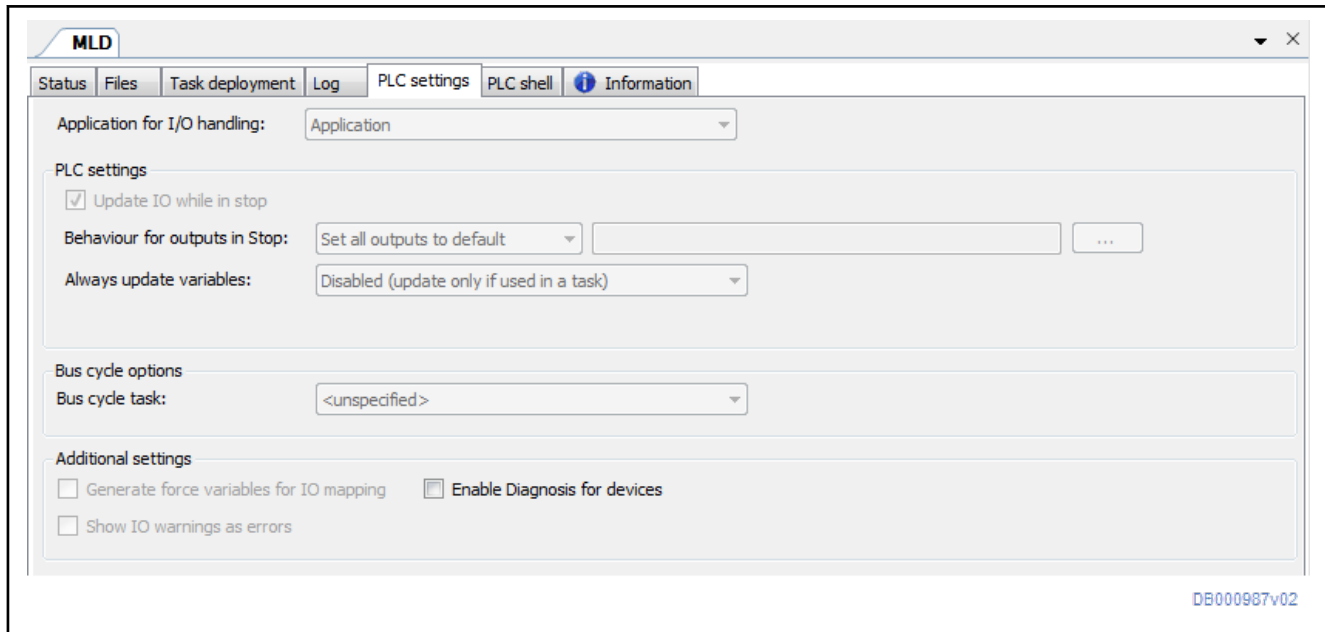 MLD
Status Files Task deployment Log PLC settings PLC shell Information
Application for I/O handling: Application
PLC settings
Update IO while in stop
Behaviour for outputs in Stop: Set all outputs to default ...
Always update variables: Disabled (update only if used in a task)
Bus cycle options
Bus cycle task: <unspecified>
Additional settings
Generate force variables for IO mapping Enable Diagnosis for devices
Show IO warnings as errors
DB000987v02